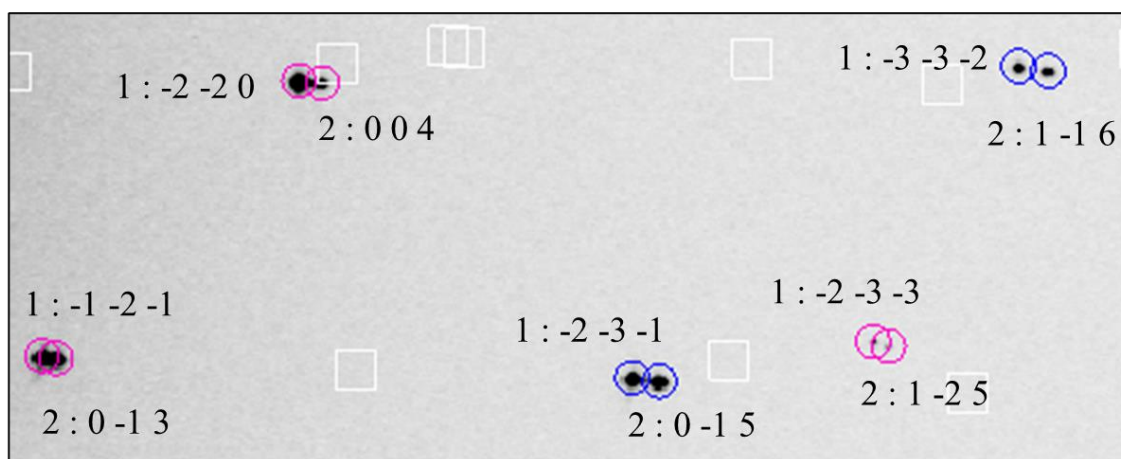 1 : -2 -2 0
2 : 0 0 4
1 : -3 -3 -2
2 : 1 -1 6
1 : -1 -2 -1
2 : 0 -1 3
1 : -2 -3 -1
2 : 0 -1 5
1 : -2 -3 -3
2 : 1 -2 5